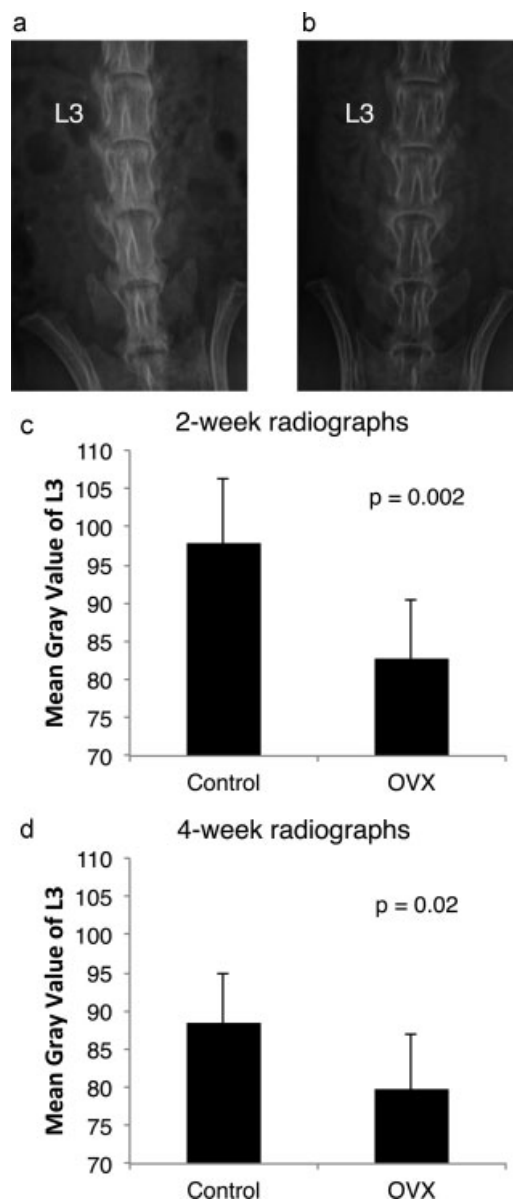 a
b
L3
L3
c
2-week radiographs
Mean Gray Value of L3
110
105
100
95
90
85
80
75
70
p = 0.002
Control
OVX
d
4-week radiographs
Mean Gray Value of L3
110
105
100
95
90
85
80
75
70
p = 0.02
Control
OVX